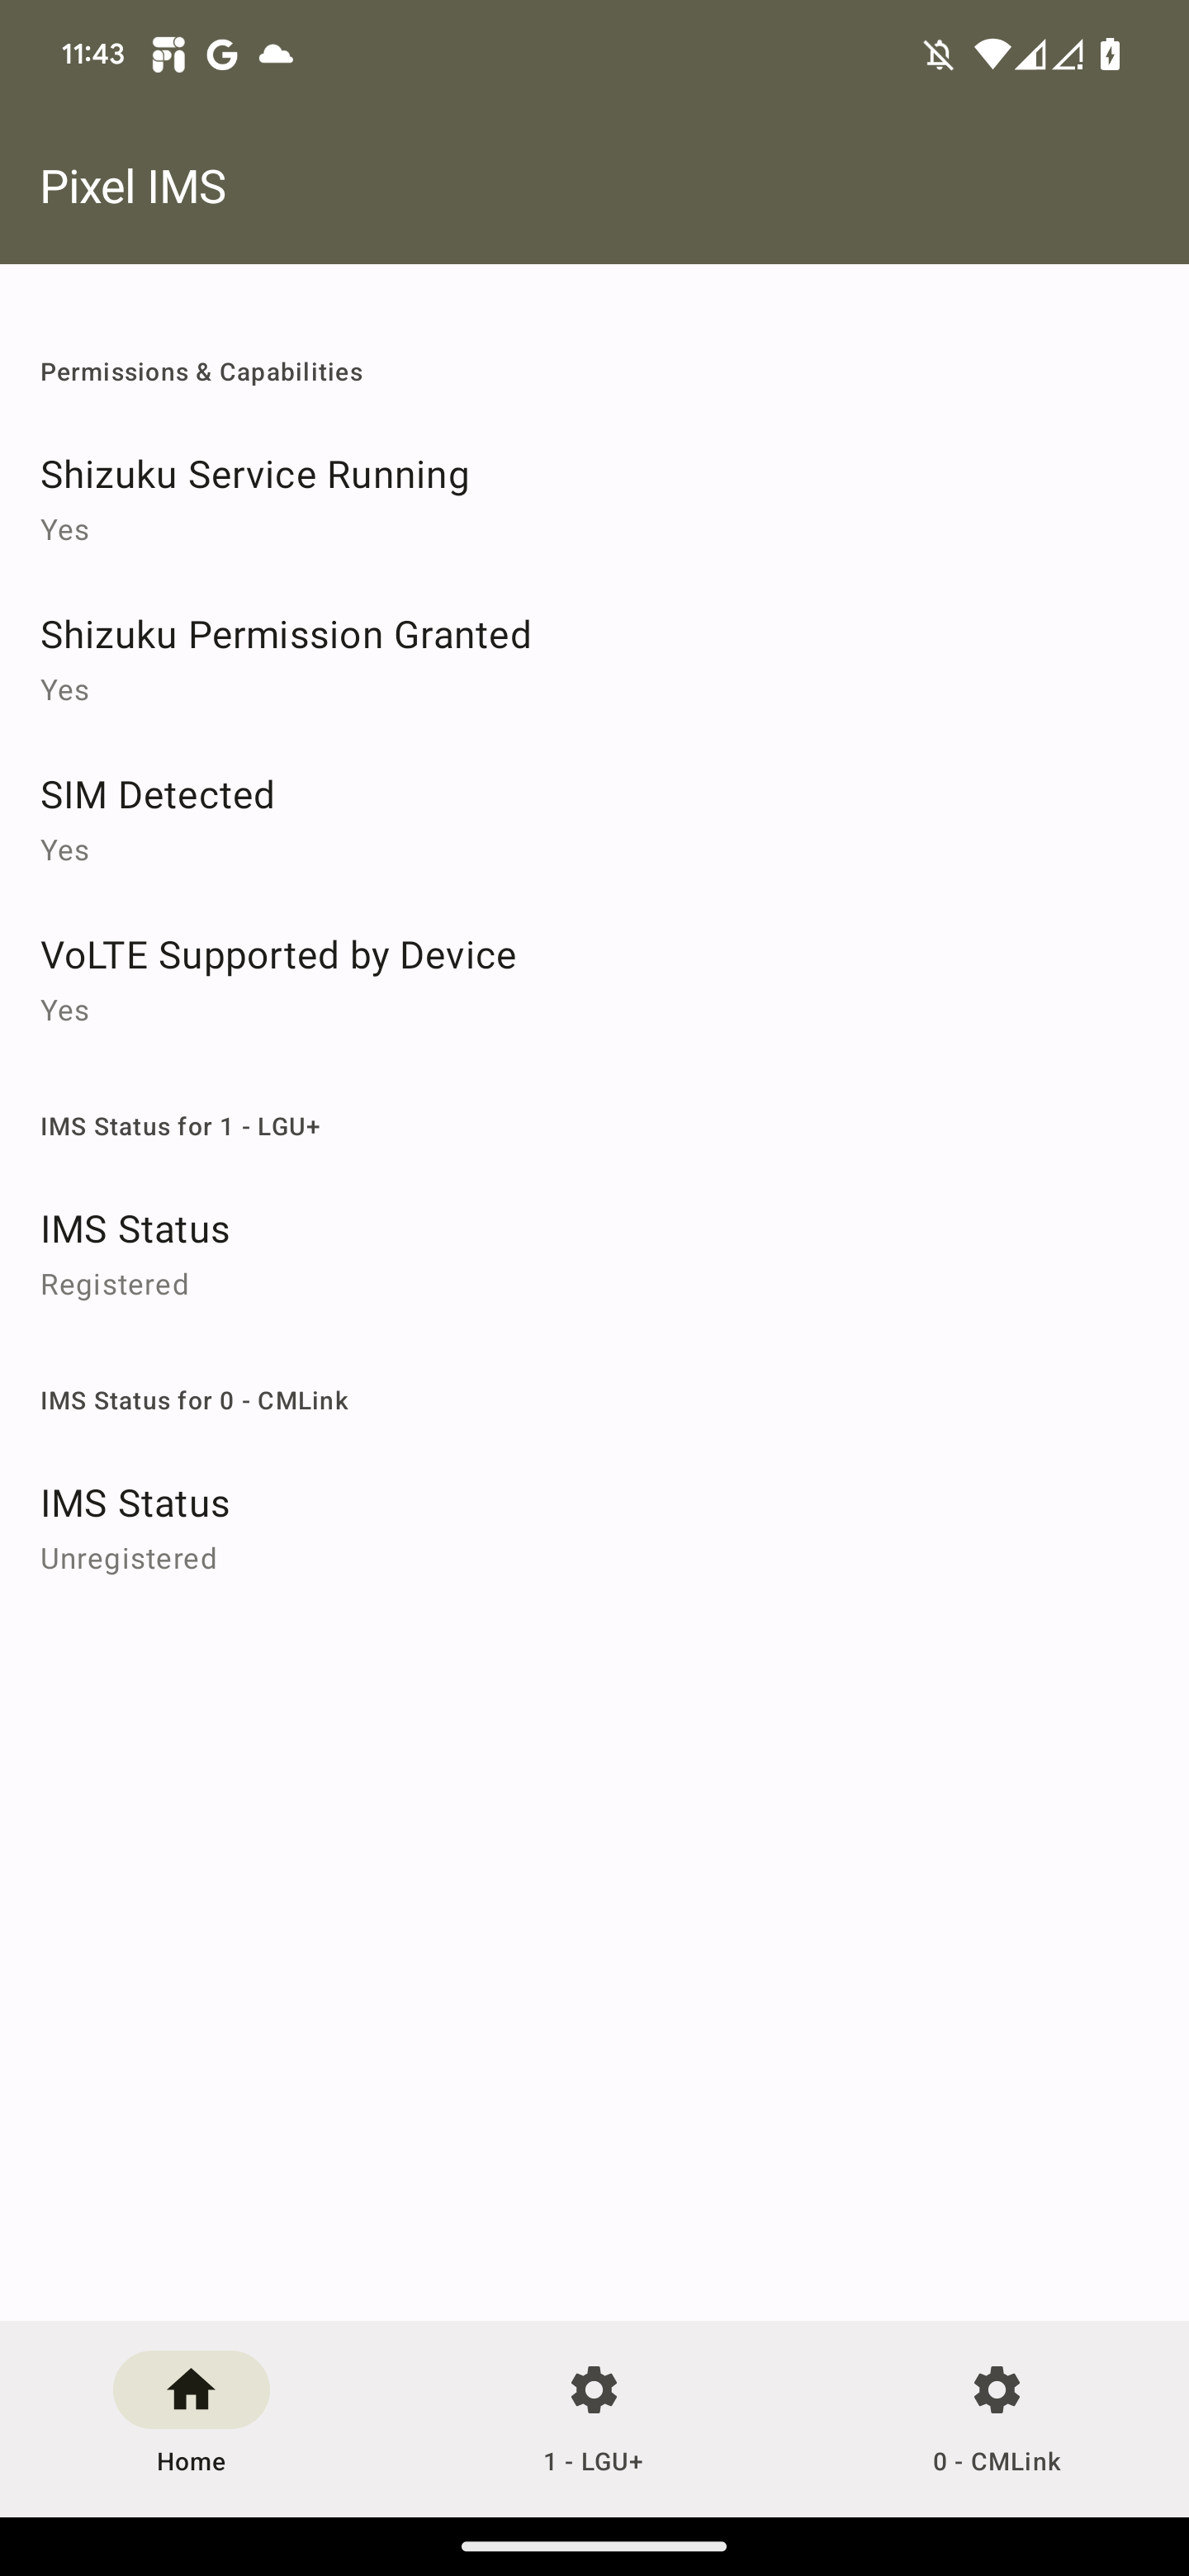 11:43
Pixel IMS
Permissions & Capabilities
Shizuku Service Running
Yes
Shizuku Permission Granted
Yes
SIM Detected
Yes
VoLTE Supported by Device
Yes
IMS Status for 1 - LGU+
IMS Status
Registered
IMS Status for 0 - CMLink
IMS Status
Unregistered
Home
1 - LGU+
0 - CMLink